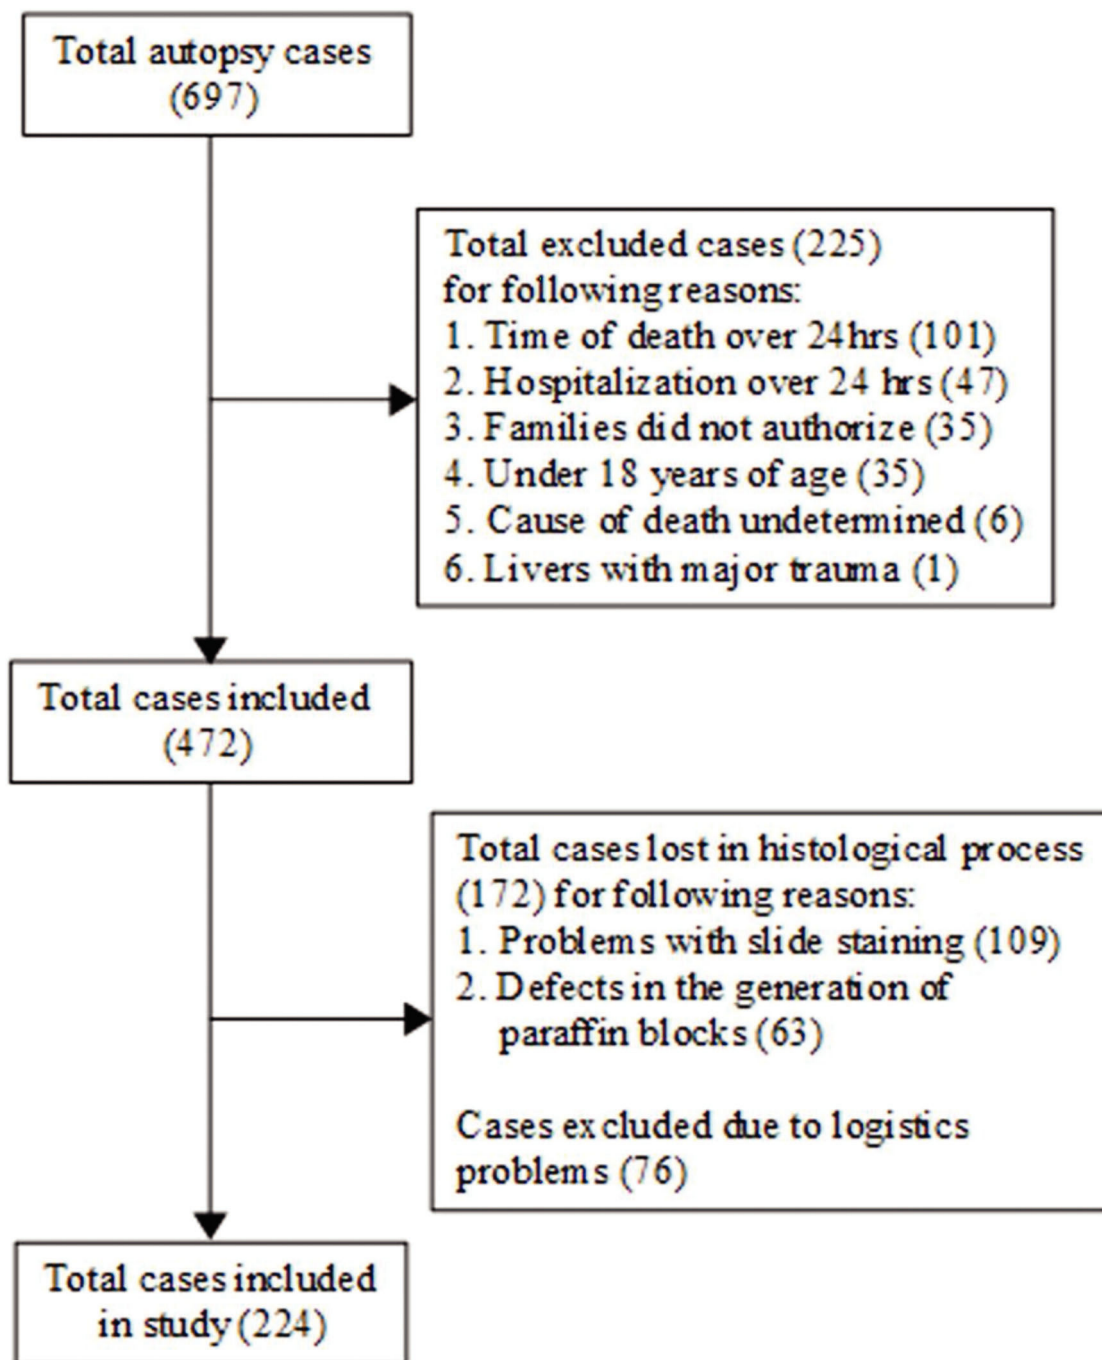 Total autopsy cases
(697)
Total excluded cases (225)
for following reasons:
1. Time of death over 24hrs (101)
2. Hospitalization over 24 hrs (47)
3. Families did not authorize (35)
4. Under 18 years of age (35)
5. Cause of death undetermined (6)
6. Livers with major trauma (1)
Total cases included
(472)
Total cases lost in histological process
(172) for following reasons:
1. Problems with slide staining (109)
2. Defects in the generation of
paraffin blocks (63)
Cases excluded due to logistics
problems (76)
Total cases included
in study (224)